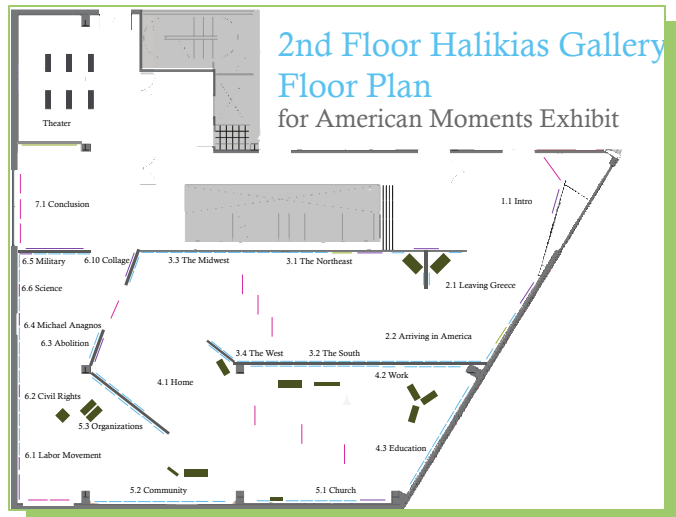 2nd Floor Halikias Gallery
Floor Plan
for American Moments Exhibit
Theater
7.1 Conclusion
1.1 Intro
6.5 Military
6.10 Collage
3.3 The Midwest
3.1 The Northeast
6.6 Science
2.1 Leaving Greece
6.4 Michael Anagnos
6.3 Abolition
2.2 Arriving in America
3.4 The West
3.2 The South
4.1 Home
4.2 Work
6.2 Civil Rights
5.3 Organizations
4.3 Education
6.1 Labor Movement
5.2 Community
5.1 Church